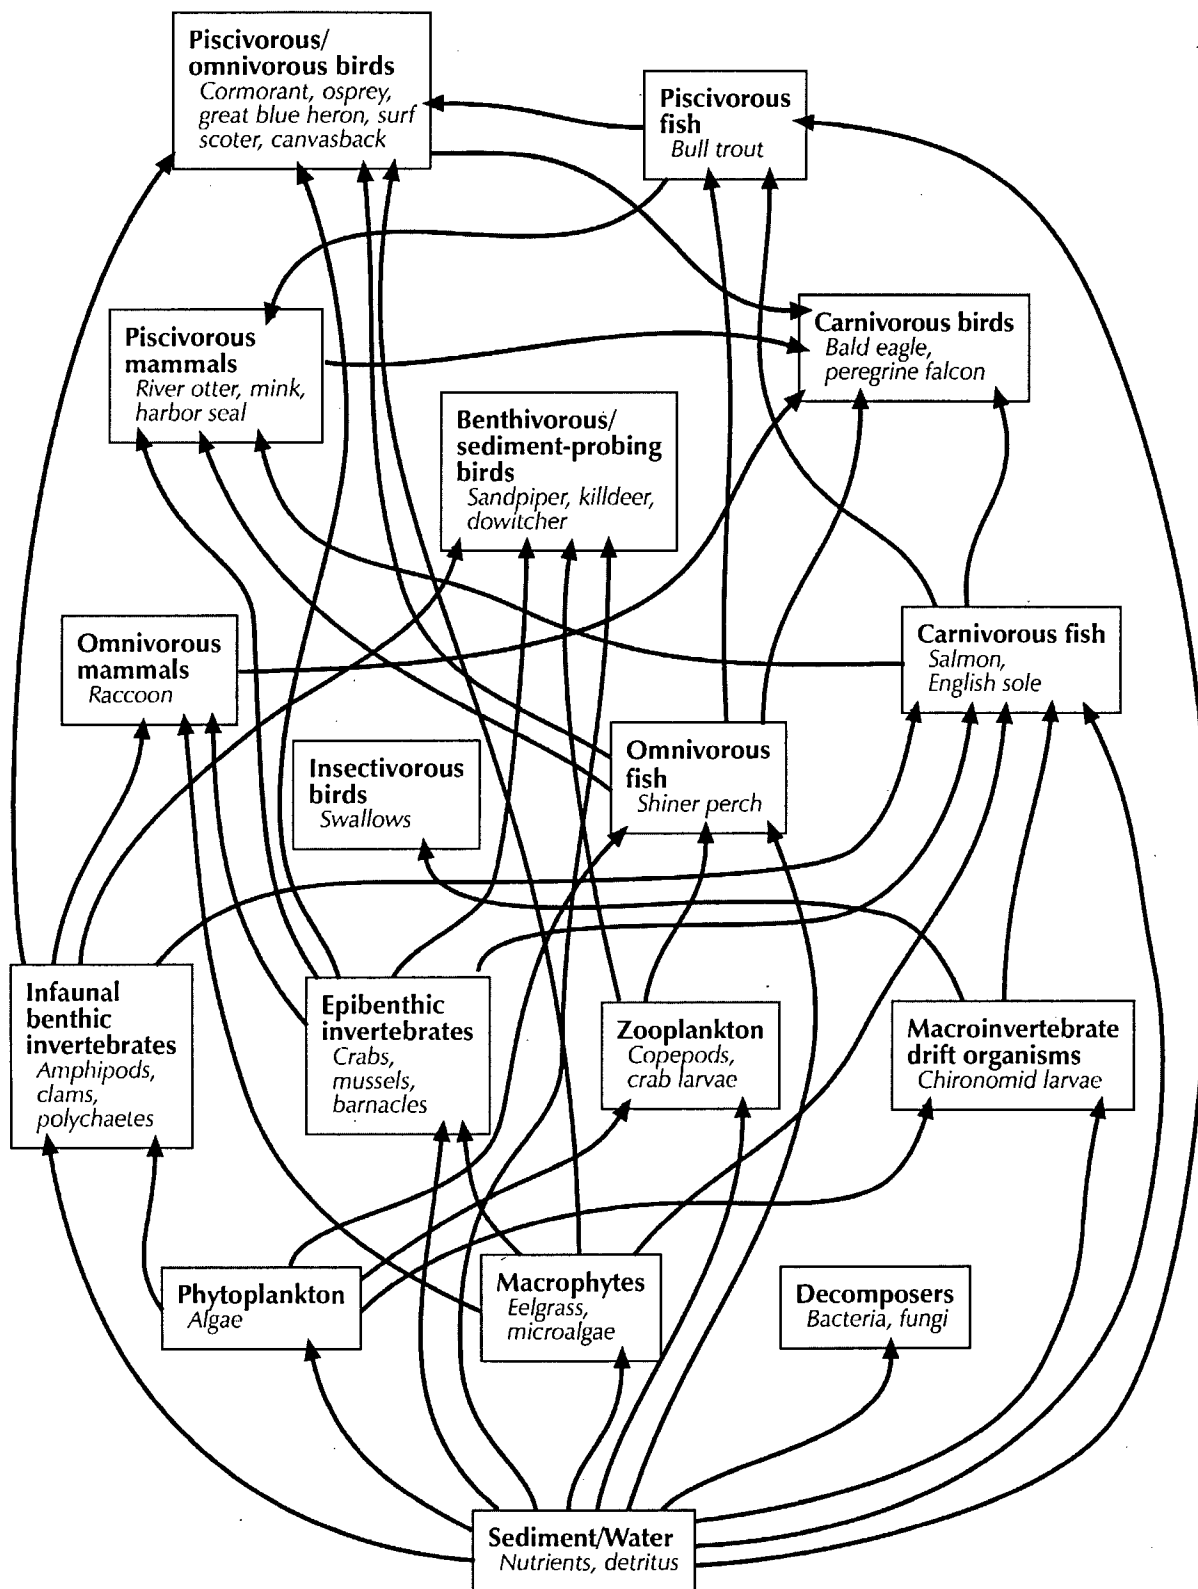 Piscivorous/
omnivorous birds
Cormorant, osprey,
great blue heron, surf
scoter, canvasback
Piscivorous
fish
Bull trout
Piscivorous
mammals
River otter, mink,
harbor seal
Carnivorous birds
Bald eagle,
peregrine falcon
Benthivorous/
sediment-probing
birds
Sandpiper, killdeer,
dowitcher
Omnivorous
mammals
Raccoon
Carnivorous fish
Salmon,
English sole
Insectivorous
birds
Swallows
Omnivorous
fish
Shiner perch
Infaunal
benthic
invertebrates
Amphipods,
clams,
polychaetes
Epibenthic
invertebrates
Crabs,
mussels,
barnacles
Zooplankton
Copepods,
crab larvae
Macroinvertebrate
drift organisms
Chironomid larvae
Phytoplankton
Algae
Macrophytes
Eelgrass,
microalgae
Decomposers
Bacteria, fungi
Sediment/Water
Nutrients, detritus